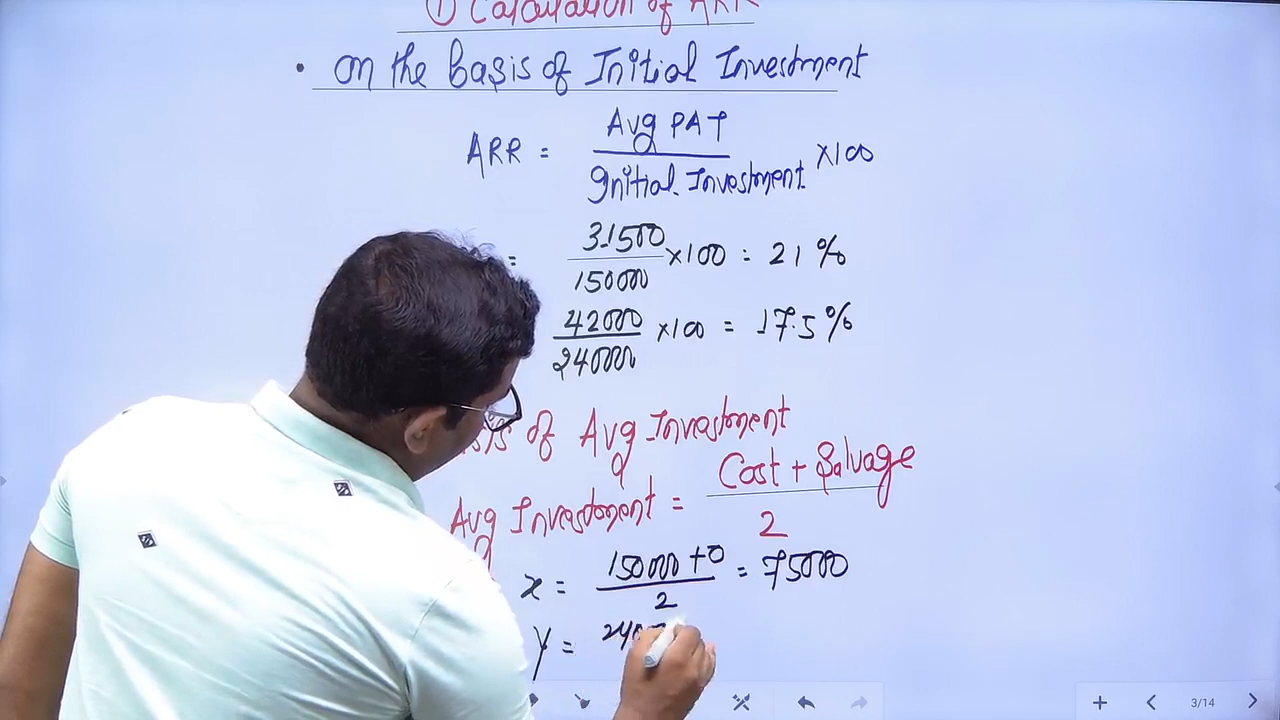 ① Calculation of ARR
• on the Basis of Initial Investment
ARR = Avg PAT / Initial Investment ×100
= 31500 / 150000 ×100 = 21%
42000 / 240000 ×100 = 17.5%
of Avg Investment
Avg Investment = Cost + Salvage / 2
x = 150000 + 0 / 2 = 75000
Y =
3/14